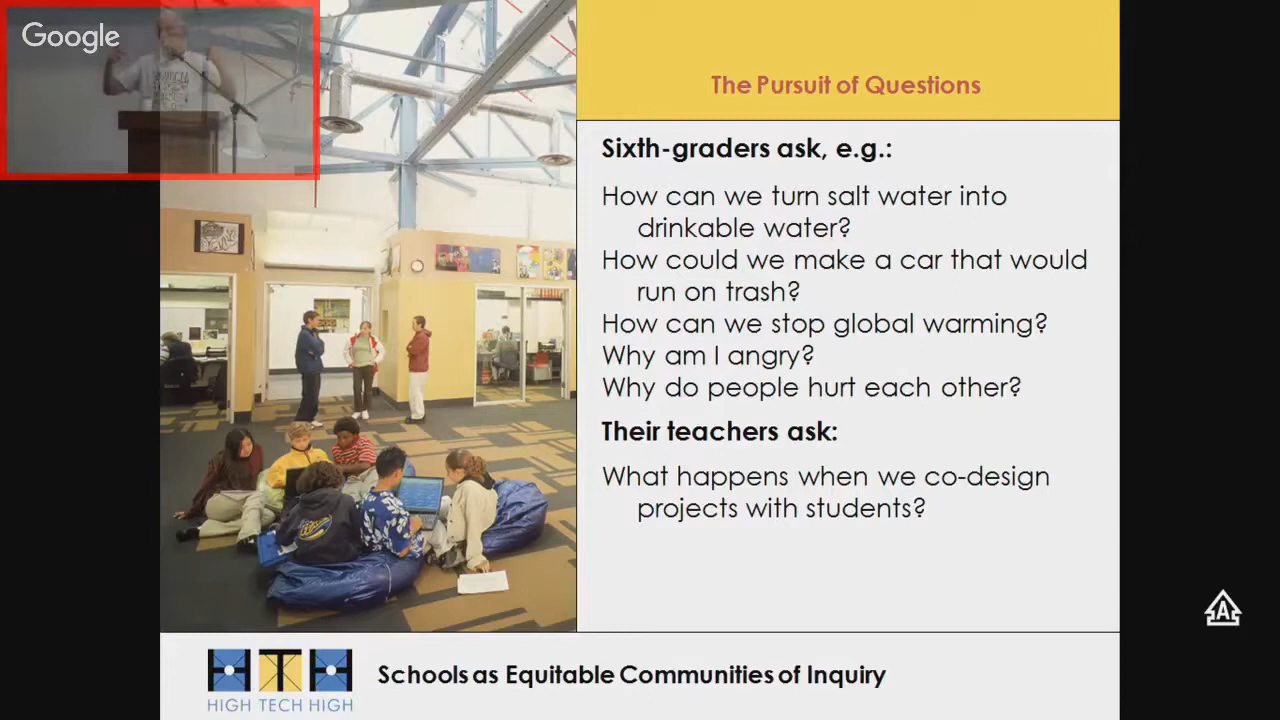 Google
The Pursuit of Questions
Sixth-graders ask, e.g.:
How can we turn salt water into
drinkable water?
How could we make a car that would
run on trash?
How can we stop global warming?
Why am I angry?
Why do people hurt each other?
Their teachers ask:
What happens when we co-design
projects with students?
A
HTH
HIGH TECH HIGH
Schools as Equitable Communities of Inquiry